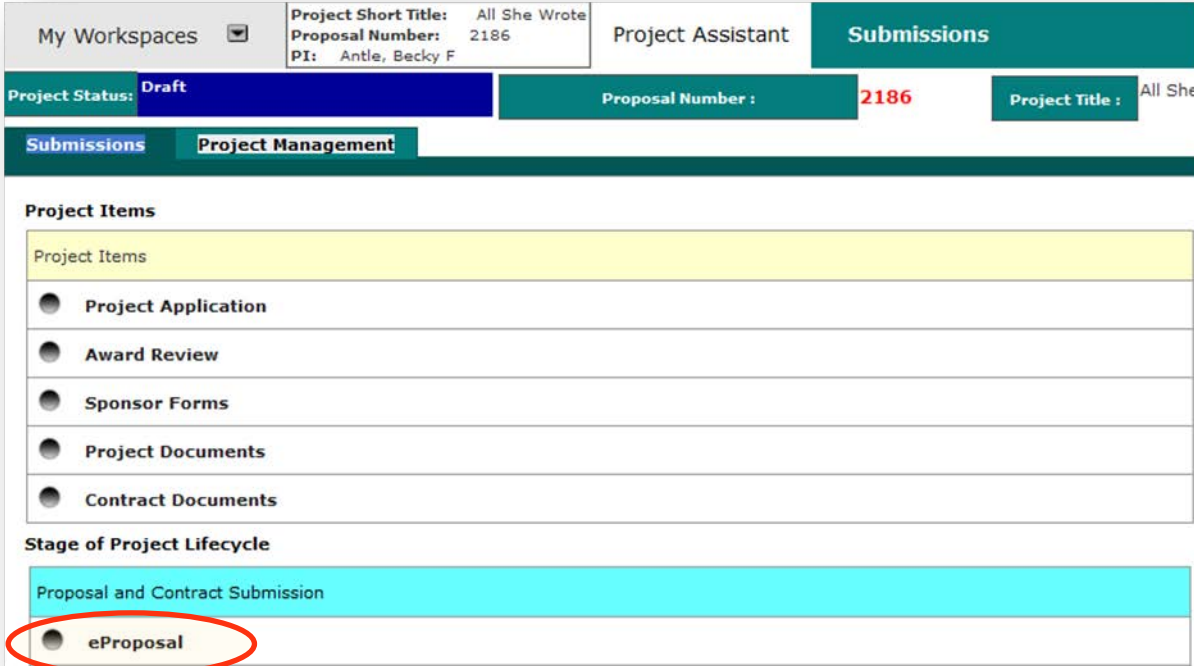 My Workspaces
Project Short Title: All She Wrote
Proposal Number: 2186
PI: Antle, Becky F
Project Assistant
Submissions
Project Status: Draft
Proposal Number :
2186
Project Title :
All She
Submissions
Project Management
Project Items
Project Items
Project Application
Award Review
Sponsor Forms
Project Documents
Contract Documents
Stage of Project Lifecycle
Proposal and Contract Submission
eProposal